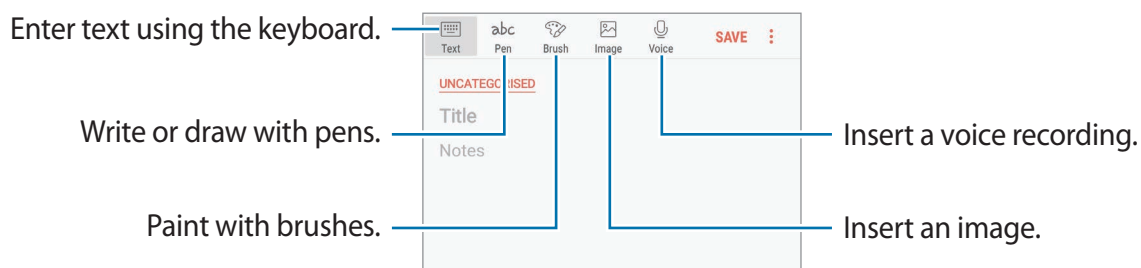 Enter text using the keyboard.
abc
Text Pen Brush Image Voice SAVE
UNCATEGORISED
Title
Write or draw with pens.
Insert a voice recording.
Notes
Paint with brushes.
Insert an image.